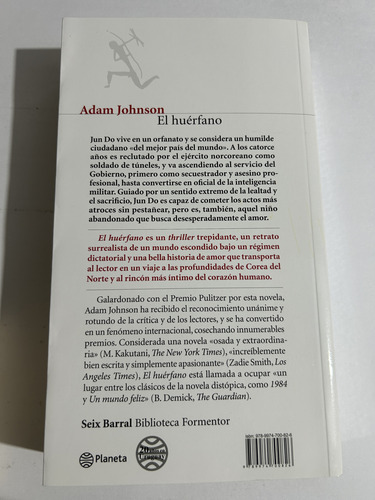 Adam Johnson
El huérfano
Jun Do vive en un orfanato y se considera un humilde
ciudadano «del mejor país del mundo». A los catorce
años es reclutado por el ejército norcoreano como
soldado de túneles, y va ascendiendo al servicio del
Gobierno, primero como secuestrador y asesino pro-
fesional, hasta convertirse en oficial de la inteligencia
militar. Guiado por un sentido extremo de la lealtad y
el sacrificio, Jun Do es capaz de cometer los actos más
atroces sin pestañear, pero es, también, aquel niño
abandonado que busca desesperadamente el amor.
El huérfano es un thriller trepidante, un retrato
surrealista de un mundo escondido bajo un régimen
dictatorial y una bella historia de amor que transporta
al lector en un viaje a las profundidades de Corea del
Norte y al rincón más íntimo del corazón humano.
Galardonado con el Premio Pulitzer por esta novela,
Adam Johnson ha recibido el reconocimiento unánime y
rotundo de la crítica y de los lectores, y se ha convertido
en un fenómeno internacional, cosechando innumerables
premios. Considerada una novela «osada y extraordina-
ria» (M. Kakutani, The New York Times), «increíblemente
bien escrita y simplemente apasionante» (Zadie Smith, Los
Angeles Times), El huérfano está llamada a ocupar «un
lugar entre los clásicos de la novela distópica, como 1984
y Un mundo feliz» (B. Demick, The Guardian).
Seix Barral Biblioteca Formentor
Planeta